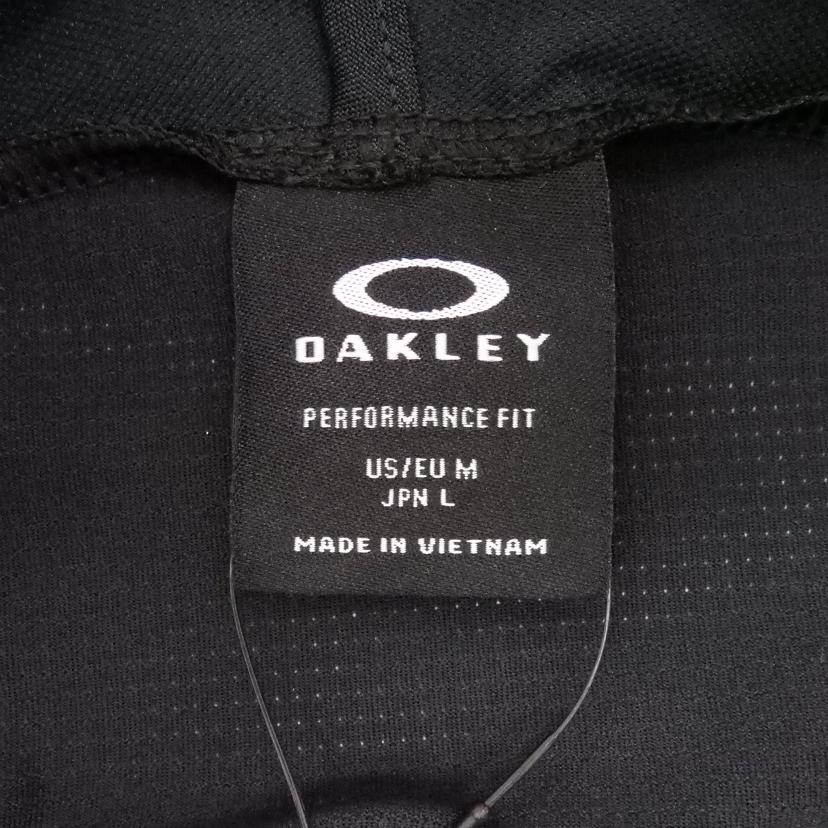 OAKLEY
PERFORMANCE FIT
US/EU M
JPN L
MADE IN VIETNAM